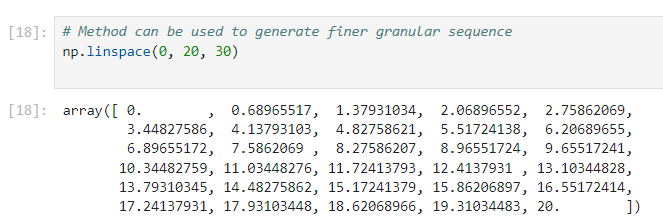 [18]: # Method can be used to generate finer granular sequence
np.linspace(0, 20, 30)
[18]: array([ 0.        ,  0.68965517,  1.37931034,  2.06896552,  2.75862069,
3.44827586,  4.13793103,  4.82758621,  5.51724138,  6.20689655,
6.89655172,  7.5862069 ,  8.27586207,  8.96551724,  9.65517241,
10.34482759, 11.03448276, 11.72413793, 12.4137931 , 13.10344828,
13.79310345, 14.48275862, 15.17241379, 15.86206897, 16.55172414,
17.24137931, 17.93103448, 18.62068966, 19.31034483, 20.        ])